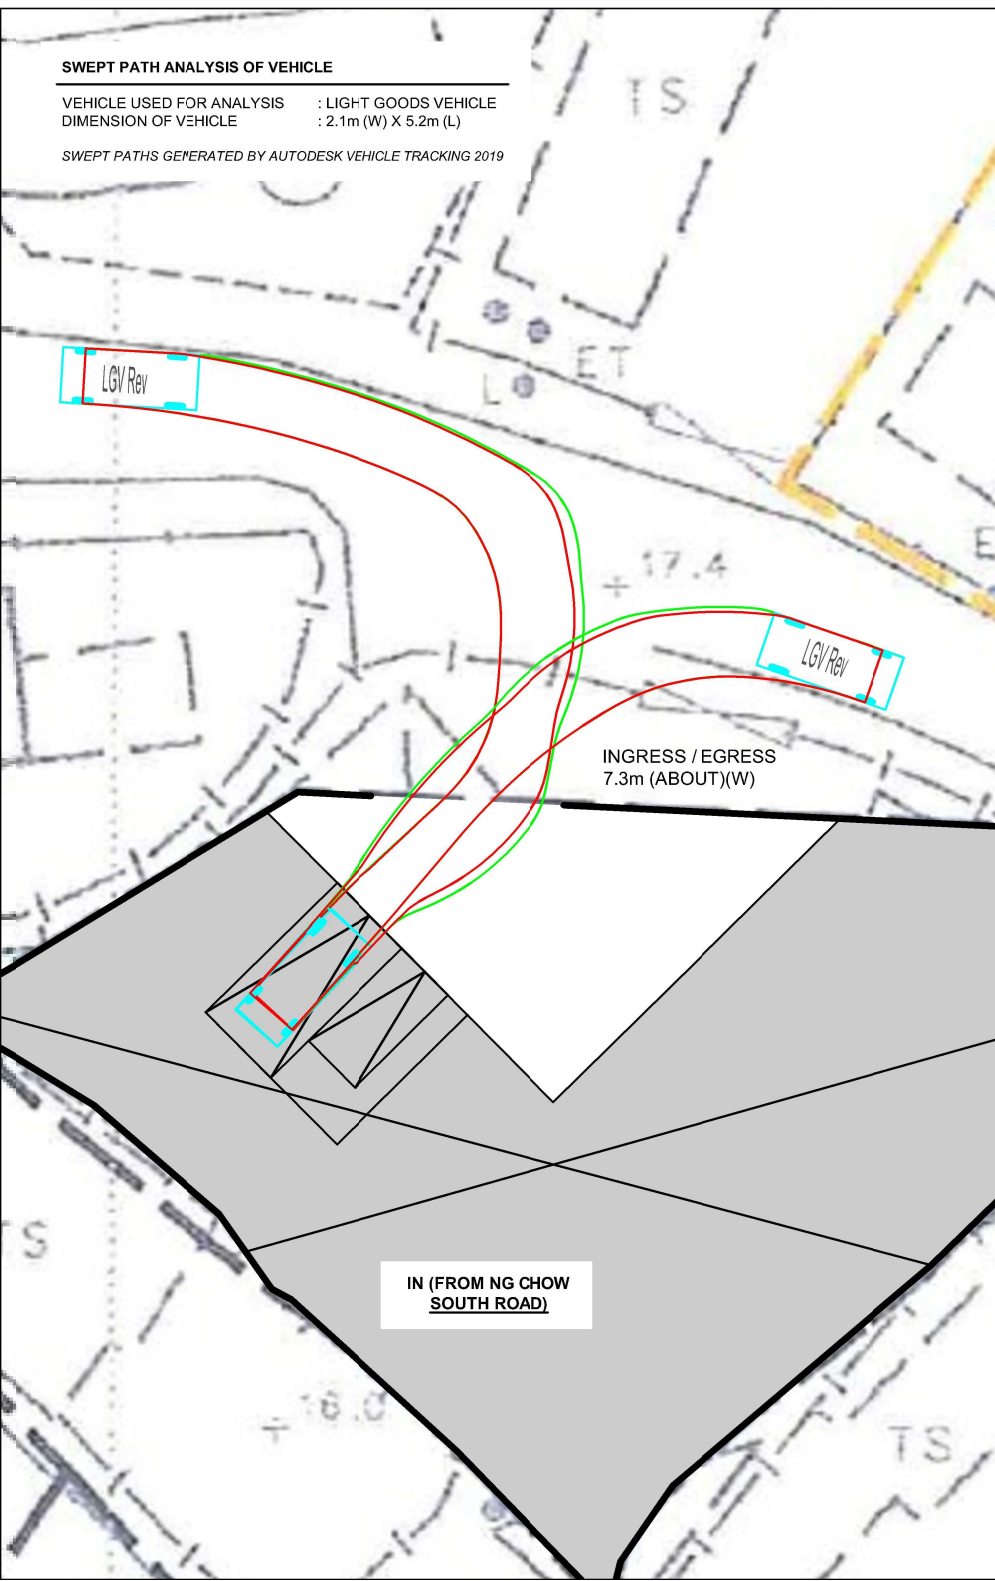 SWEPT PATH ANALYSIS OF VEHICLE
VEHICLE USED FOR ANALYSIS : LIGHT GOODS VEHICLE
DIMENSION OF VEHICLE : 2.1m (W) X 5.2m (L)
SWEPT PATHS GENERATED BY AUTODESK VEHICLE TRACKING 2019
TS
LGV Rev
ET
L
E
17.4
LGV Rev
INGRESS / EGRESS
7.3m (ABOUT)(W)
S
IN (FROM NG CHOW
SOUTH ROAD)
16.0
TS